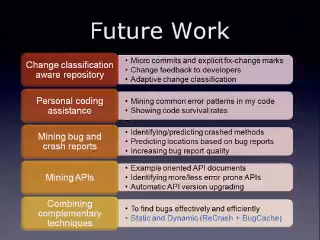 Future Work
Change classification
aware repository
• Micro commits and explicit fix-change marks
• Change feedback to developers
• Adaptive change classification
Personal coding
assistance
• Mining common error patterns in my code
• Showing code survival rates
Mining bug and
crash reports
• Identifying/predicting crashed methods
• Predicting locations based on bug reports
• Increasing bug report quality
Mining APIs
• Example oriented API documents
• Identifying more/less error prone APIs
• Automatic API version upgrading
Combining
complementary
techniques
• To find bugs effectively and efficiently
• Static and Dynamic (ReCrash + BugCache)